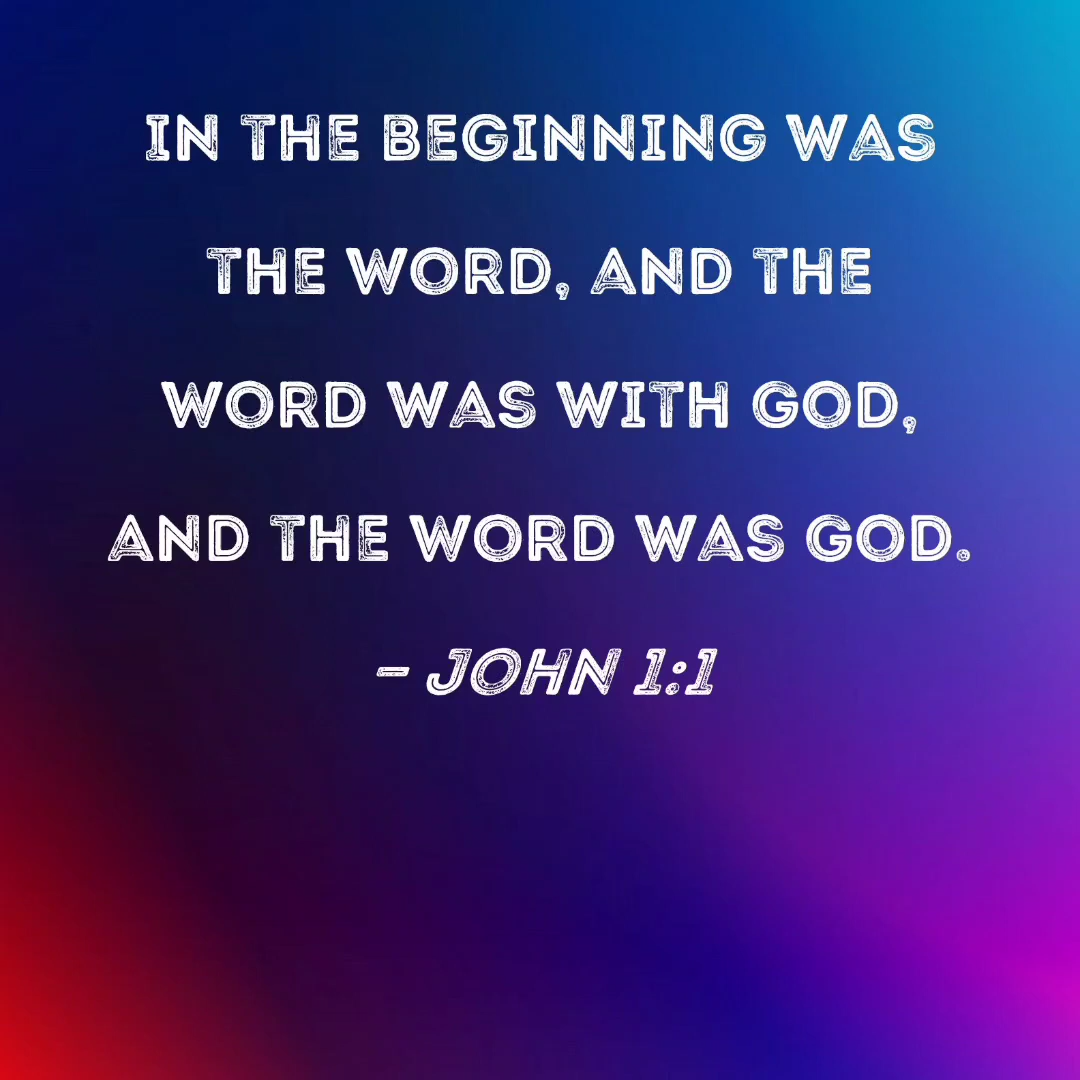 IN THE BEGINNING WAS
THE WORD, AND THE
WORD WAS WITH GOD,
AND THE WORD WAS GOD.
- JOHN 1:1